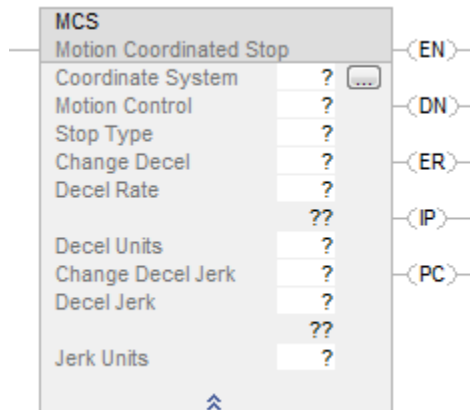 MCS
Motion Coordinated Stop (EN)
Coordinate System ? ...
Motion Control ? (DN)
Stop Type ?
Change Decel ? (ER)
Decel Rate ?
?? (IP)
Decel Units ?
Change Decel Jerk ? (PC)
Decel Jerk ?
??
Jerk Units ?